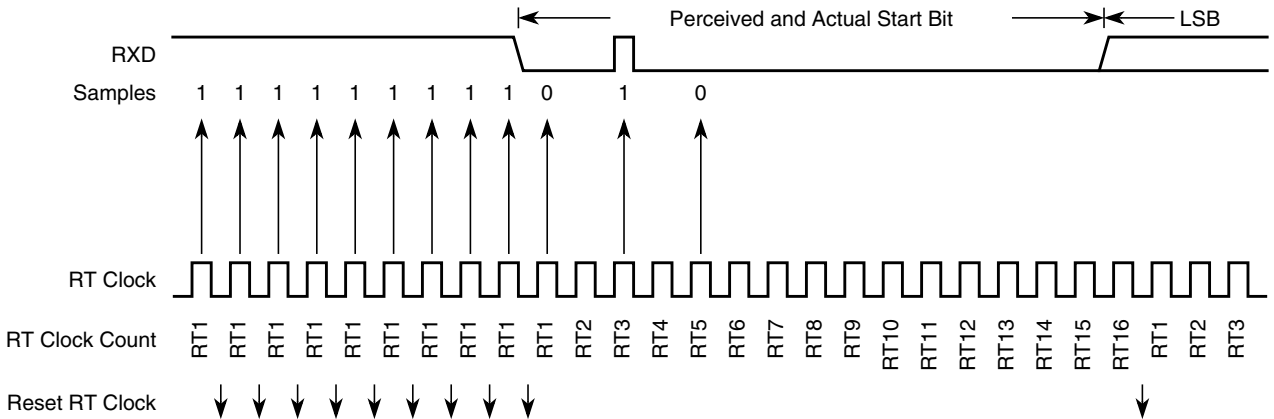 Perceived and Actual Start Bit LSB
RXD
Samples 1 1 1 1 1 1 1 1 1 0 1 0
RT Clock
RT Clock Count RT1 RT1 RT1 RT1 RT1 RT1 RT1 RT1 RT1 RT1 RT2 RT3 RT4 RT5 RT6 RT7 RT8 RT9 RT10 RT11 RT12 RT13 RT14 RT15 RT16 RT1 RT2 RT3
Reset RT Clock